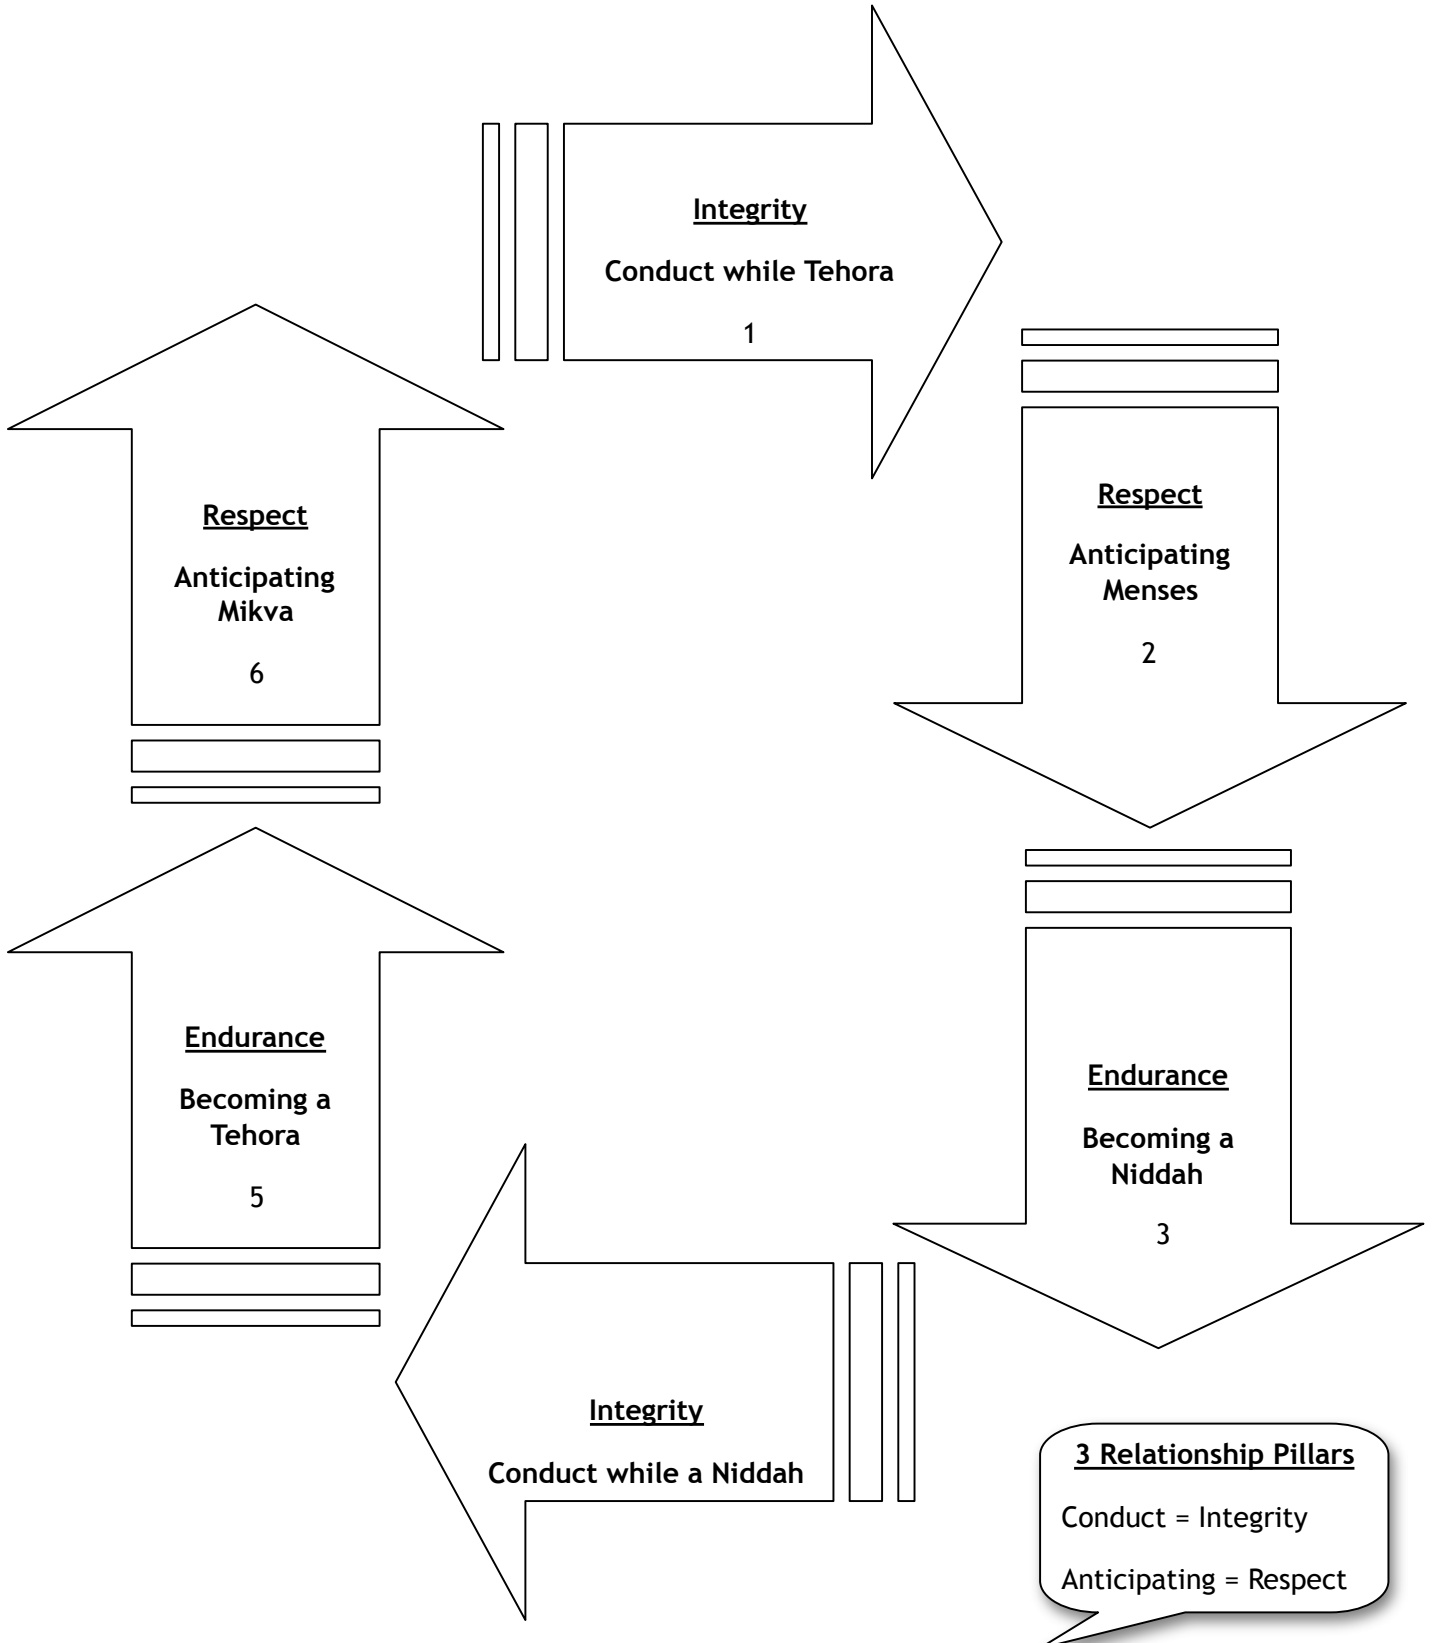 Integrity
Conduct while Tehora
1
Respect
Anticipating
Menses
2
Endurance
Becoming a
Niddah
3
Integrity
Conduct while a Niddah
Endurance
Becoming a
Tehora
5
Respect
Anticipating
Mikva
6
3 Relationship Pillars
Conduct = Integrity
Anticipating = Respect